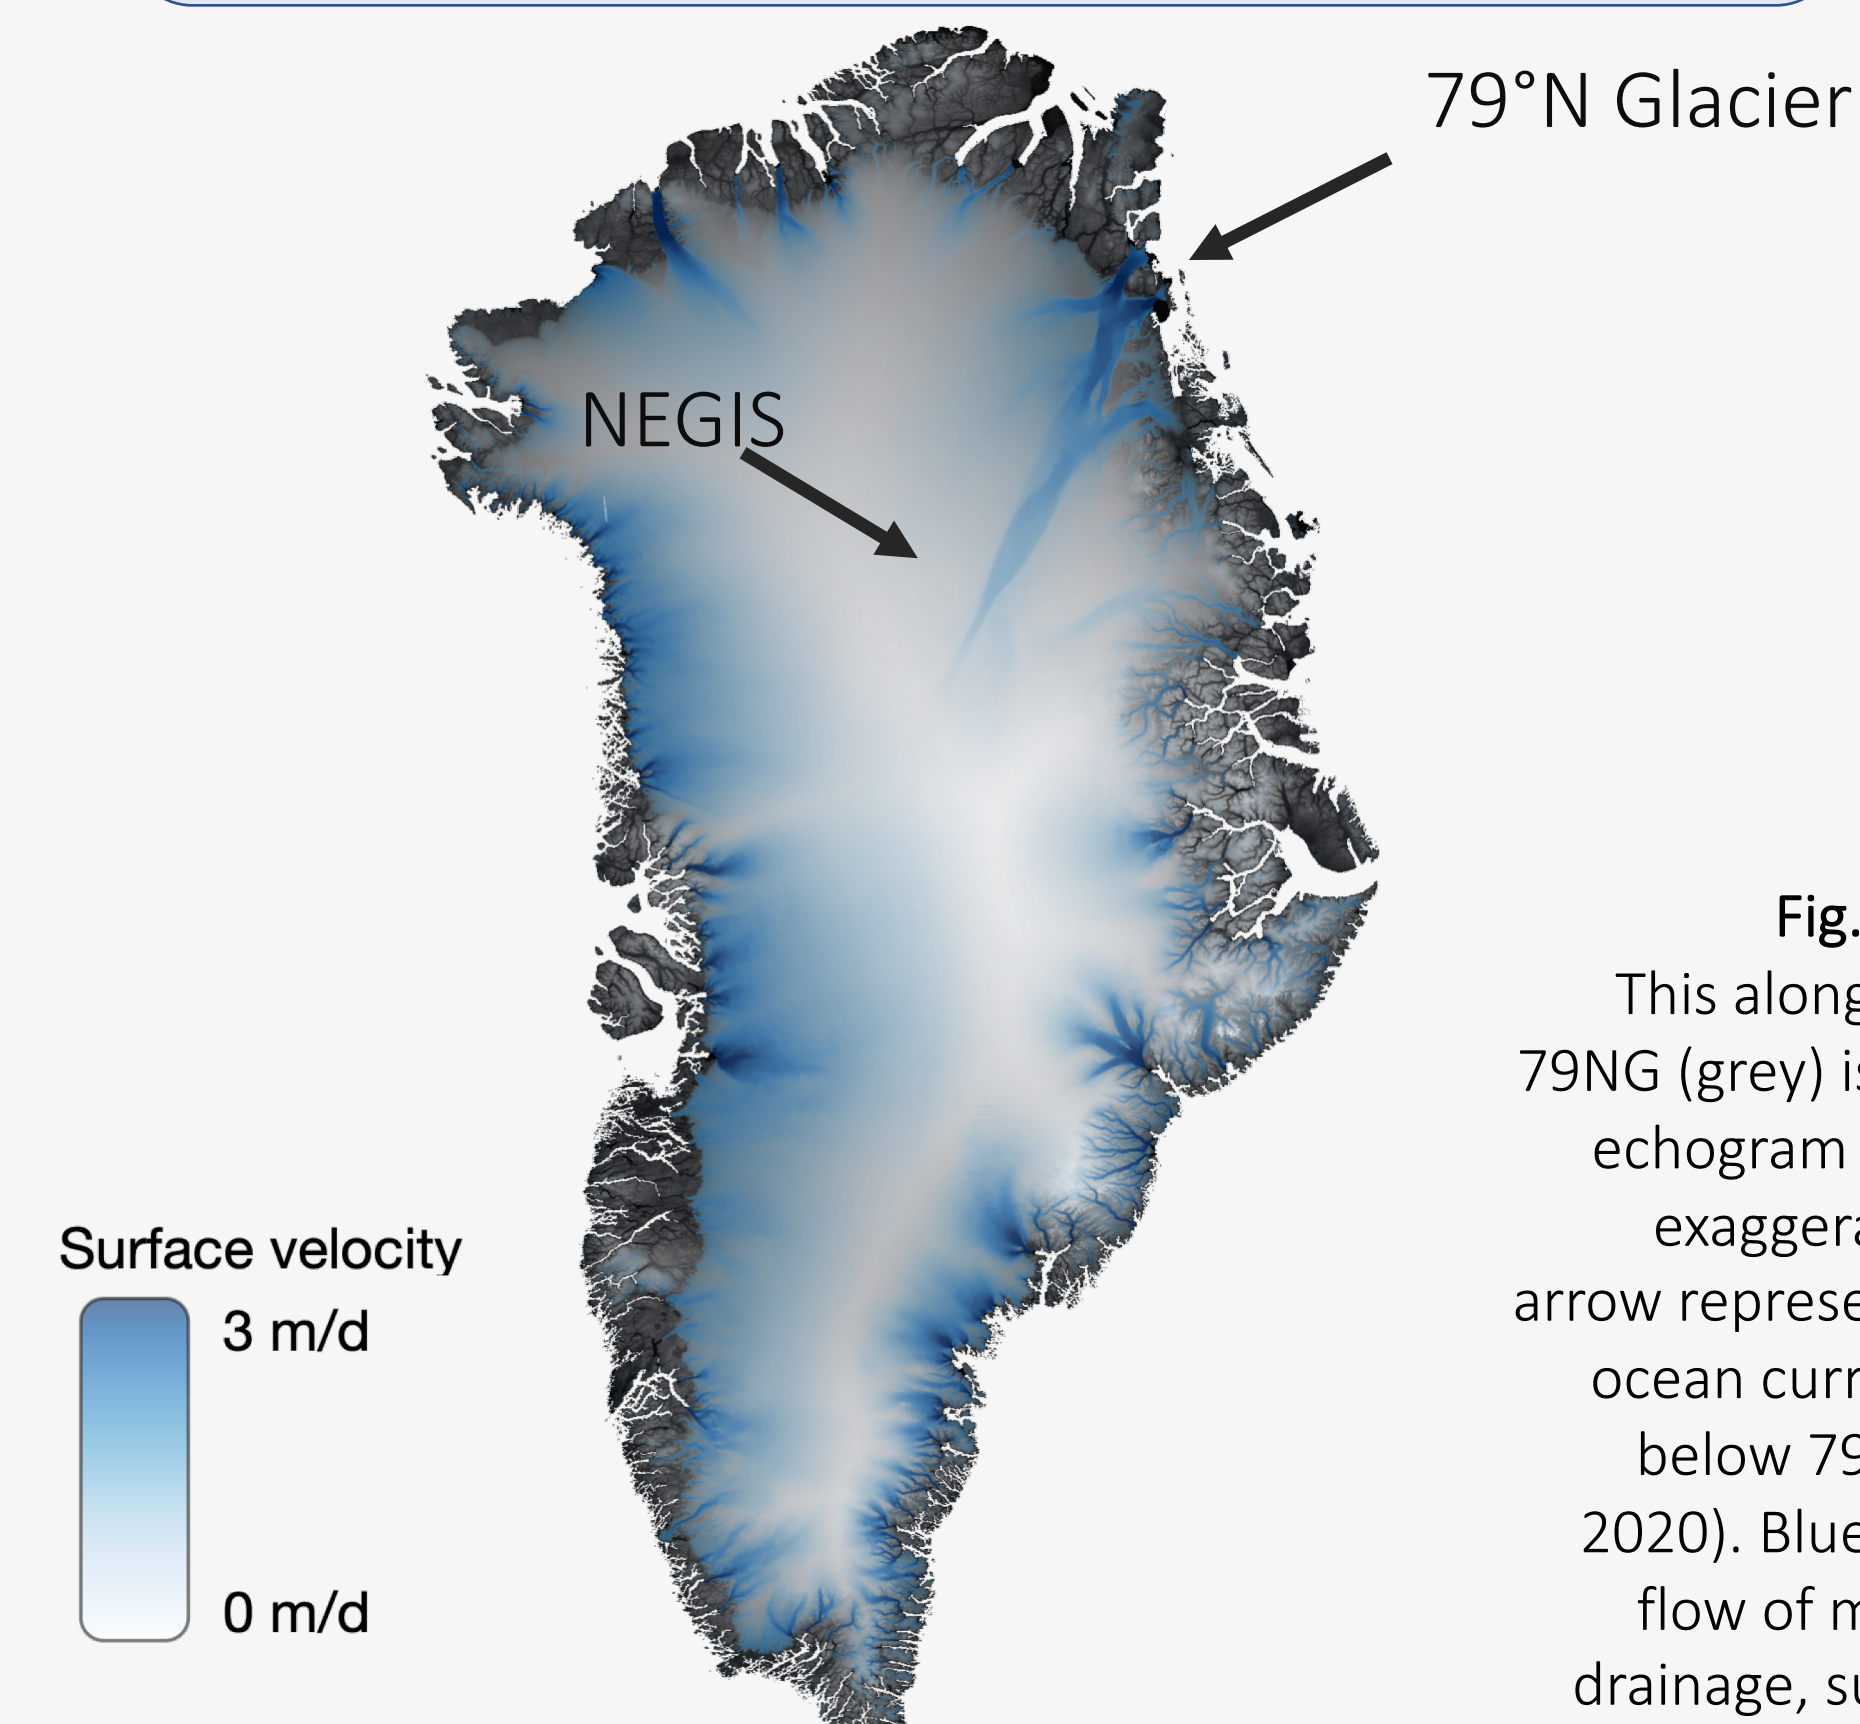 79°N Glacier
NEGIS
Surface velocity
3 m/d
0 m/d
Fig.
This along
79NG (grey)
echogram
exaggera
arrow represe
ocean curr
below 79
2020). Blue
flow of m
drainage, su